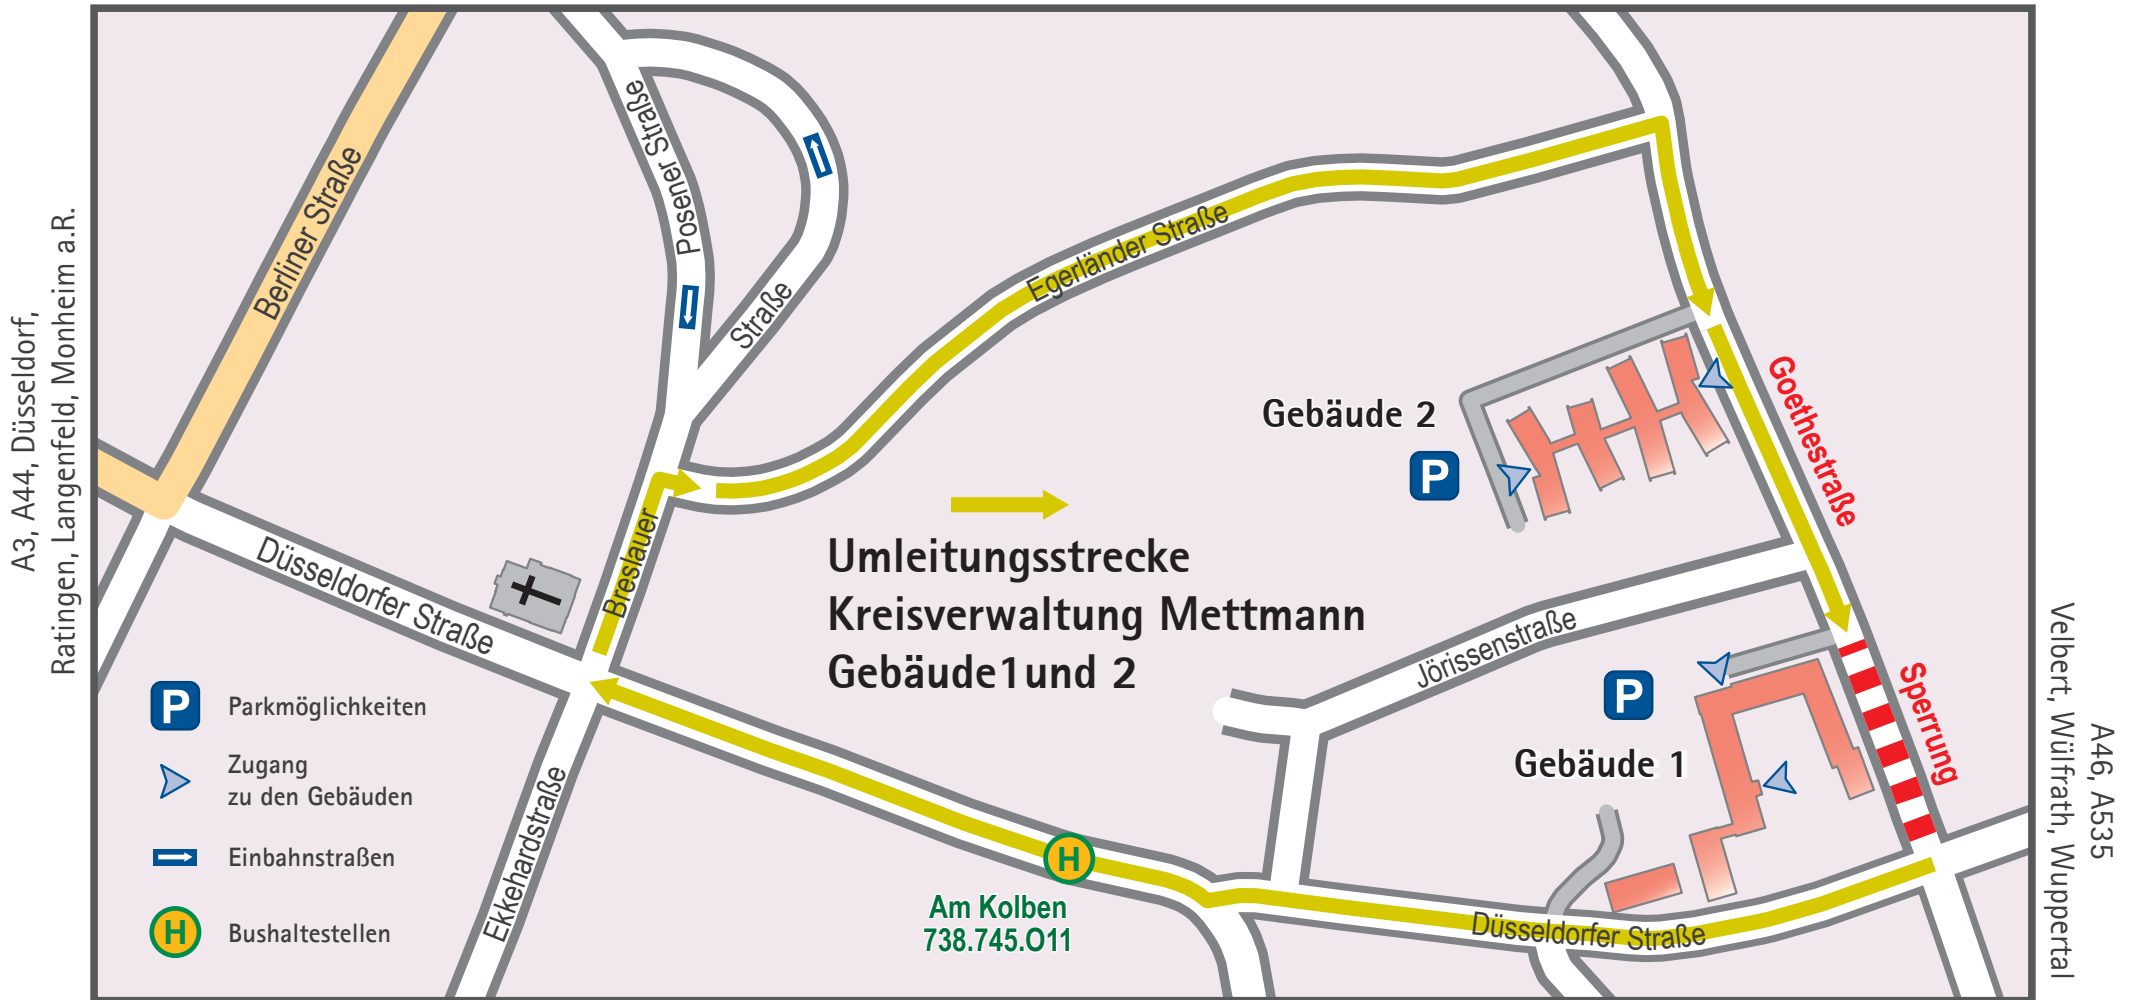 A3, A44, Düsseldorf,
Ratingen, Langenfeld, Monheim a.R.
Berliner Straße
Posener Straße
Straße
Egerländer Straße
Gebäude 2
P
Goethestraße
Düsseldorfer Straße
Breslauer
Umleitungsstrecke
Kreisverwaltung Mettmann
Gebäude1und 2
Jörissenstraße
P
Gebäude 1
Sperrung
A46, A535
Velbert, Wülfrath, Wuppertal
P
Parkmöglichkeiten
Zugang
zu den Gebäuden
Einbahnstraßen
H
Bushaltestellen
Ekkehardstraße
H
Am Kolben
738.745.O11
Düsseldorfer Straße